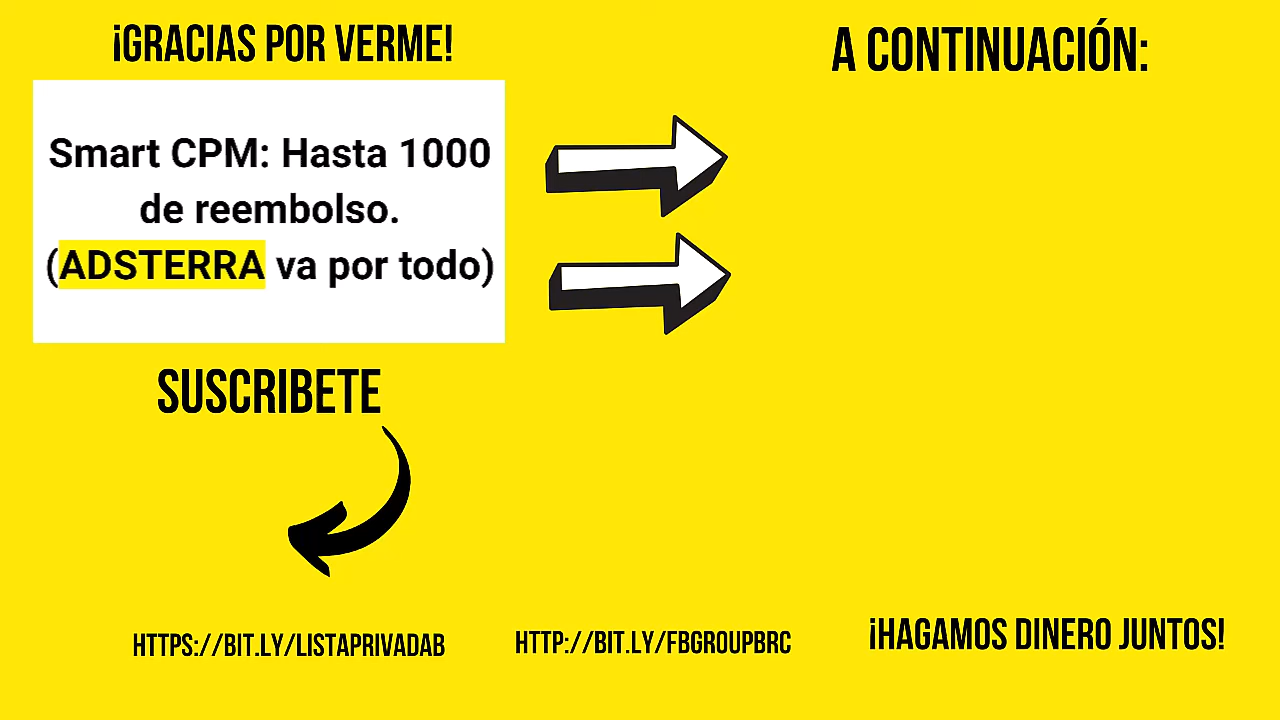 ¡GRACIAS POR VERME!
A CONTINUACIÓN:
Smart CPM: Hasta 1000
de reembolso.
(ADSTERRA va por todo)
SUSCRIBETE
HTTPS://BIT.LY/LISTAPRIVADAB
HTTP://BIT.LY/FBGROUPBRC
¡HAGAMOS DINERO JUNTOS!